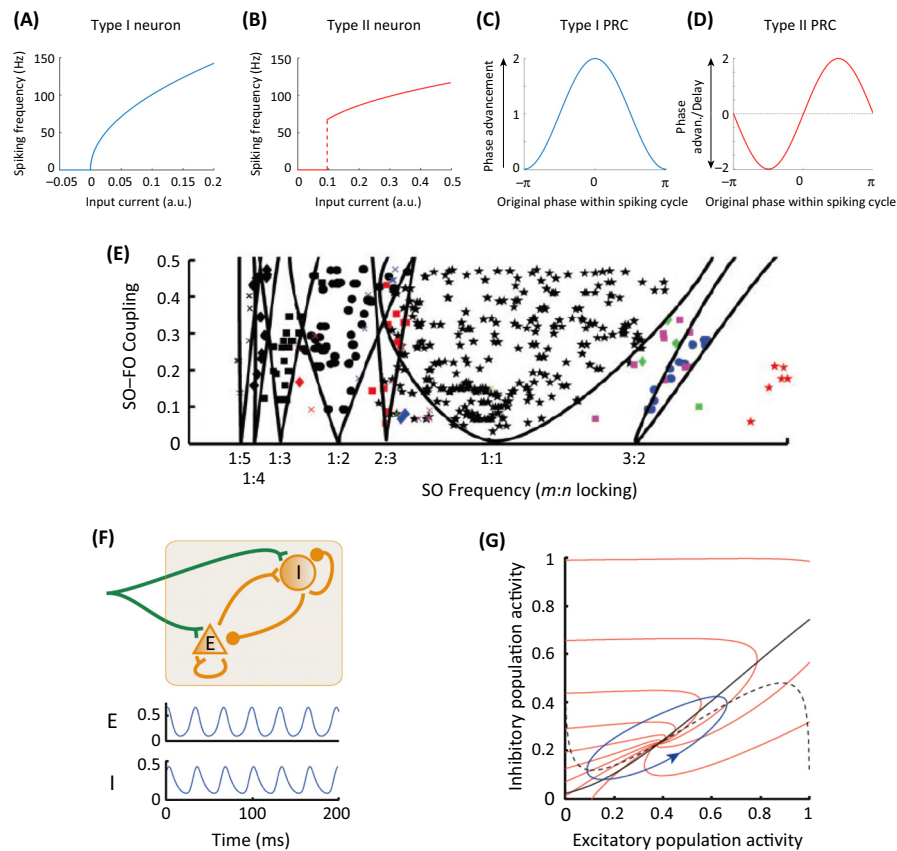 (A) Type I neuron
Spiking frequency (Hz)
150
100
50
0
−0.05 0 0.05 0.1 0.15 0.2
Input current (a.u.)
(B) Type II neuron
Spiking frequency (Hz)
150
100
50
0
0 0.1 0.2 0.3 0.4 0.5
Input current (a.u.)
(C) Type I PRC
Phase advancement
2
1
0
−π 0 π
Original phase within spiking cycle
(D) Type II PRC
Phase
advan./Delay
2
0
−2
−π 0 π
Original phase within spiking cycle
(E)
SO–FO Coupling
0.5
0.4
0.3
0.2
0.1
0
1:5 1:3 1:2 2:3 1:1 3:2
1:4
SO Frequency (m:n locking)
(F)
I
E
E
0.5
0
I
0.5
0
0 50 100 150 200
Time (ms)
(G)
Inhibitory population activity
1
0.8
0.6
0.4
0.2
0
0 0.2 0.4 0.6 0.8 1
Excitatory population activity